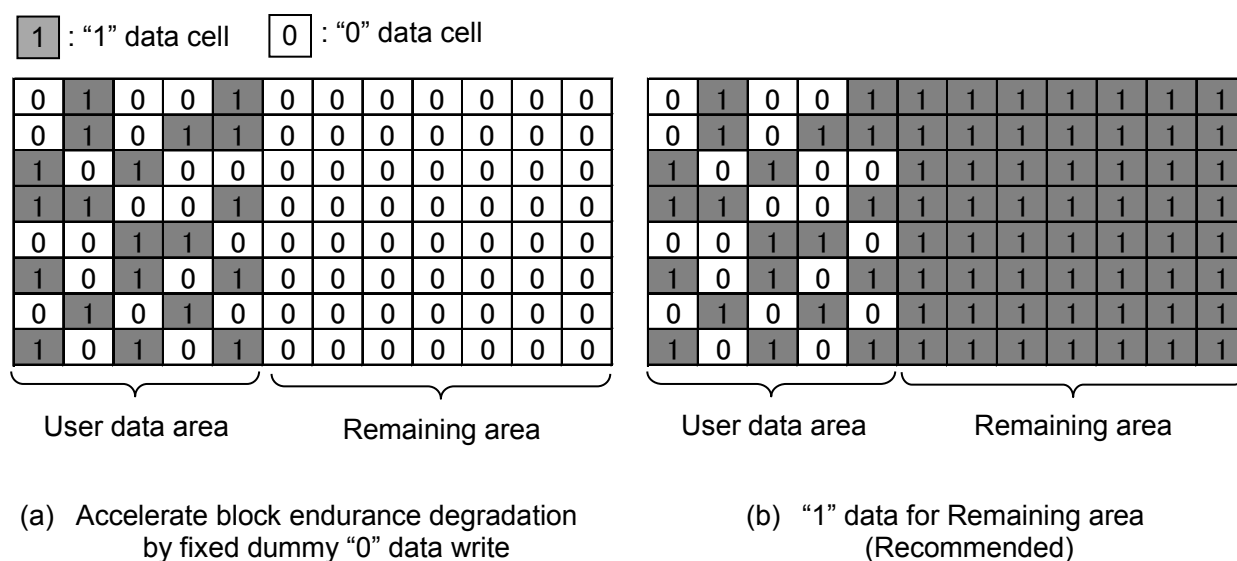 1 : “1” data cell 0 : “0” data cell
0 1 0 0 1 0 0 0 0 0 0 0
0 1 0 1 1 0 0 0 0 0 0 0
1 0 1 0 0 0 0 0 0 0 0 0
1 1 0 0 1 0 0 0 0 0 0 0
0 0 1 1 0 0 0 0 0 0 0 0
1 0 1 0 1 0 0 0 0 0 0 0
0 1 0 1 0 0 0 0 0 0 0 0
1 0 1 0 1 0 0 0 0 0 0 0
User data area Remaining area
(a) Accelerate block endurance degradation
by fixed dummy “0” data write
0 1 0 0 1 1 1 1 1 1 1 1
0 1 0 1 1 1 1 1 1 1 1 1
1 0 1 0 0 1 1 1 1 1 1 1
1 1 0 0 1 1 1 1 1 1 1 1
0 0 1 1 0 1 1 1 1 1 1 1
1 0 1 0 1 1 1 1 1 1 1 1
0 1 0 1 0 1 1 1 1 1 1 1
1 0 1 0 1 1 1 1 1 1 1 1
User data area Remaining area
(b) “1” data for Remaining area
(Recommended)